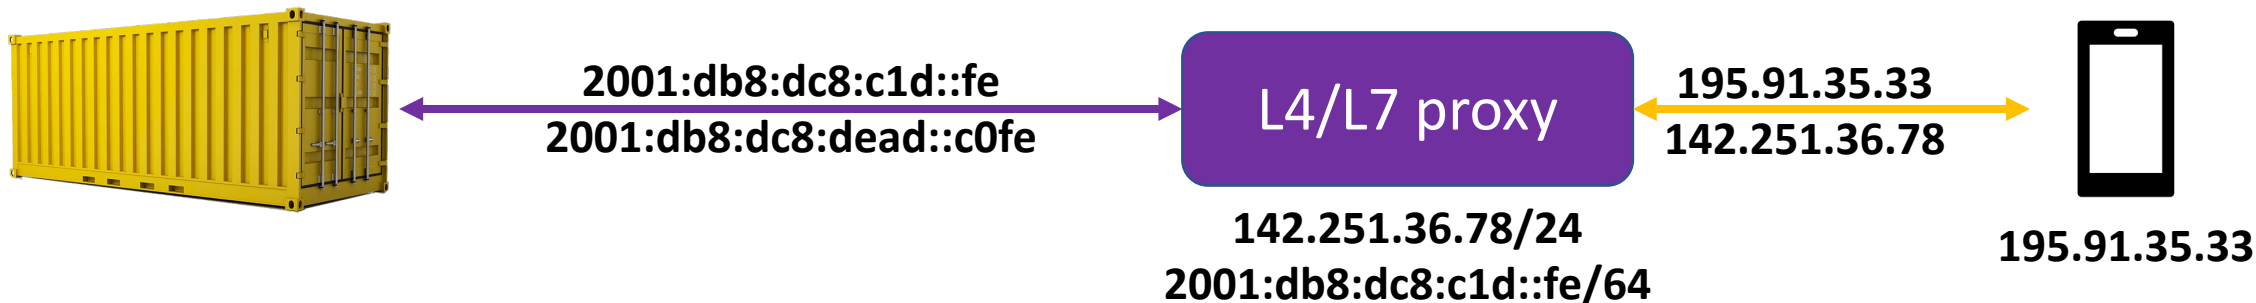 2001:db8:dc8:c1d::fe
2001:db8:dc8:dead::c0fe
L4/L7 proxy
142.251.36.78/24
2001:db8:dc8:c1d::fe/64
195.91.35.33
142.251.36.78
195.91.35.33